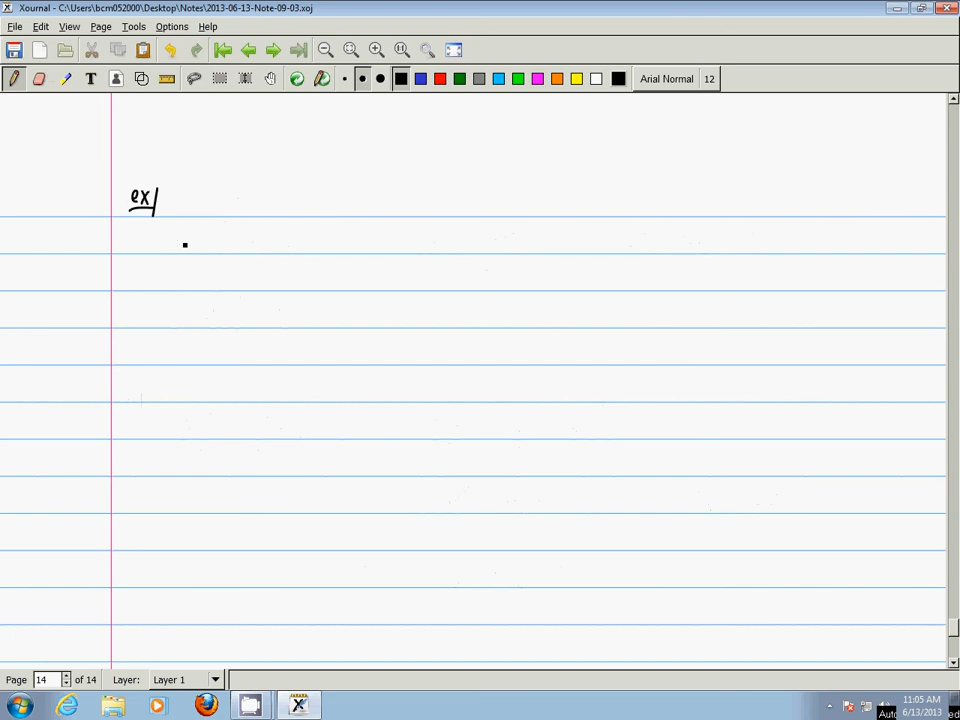 Xournal - C:\Users\bcm052000\Desktop\Notes\2013-06-13-Note-09-03.xoj
File Edit View Page Tools Options Help
T Arial Normal 12
ex/
Page 14 of 14 Layer: Layer 1
11:05 AM
6/13/2013